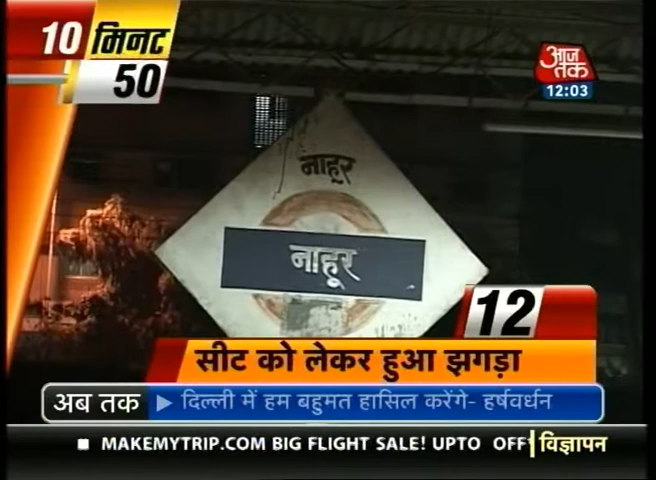 10 मिनट
50
आज
तक
12:03
नाहूर
नाहूर
12
सीट को लेकर हुआ झगड़ा
अब तक
दिल्ली में हम बहुमत हासिल करेंगे- हर्षवर्धन
MAKEMYTRIP.COM BIG FLIGHT SALE! UPTO OFF
विज्ञापन